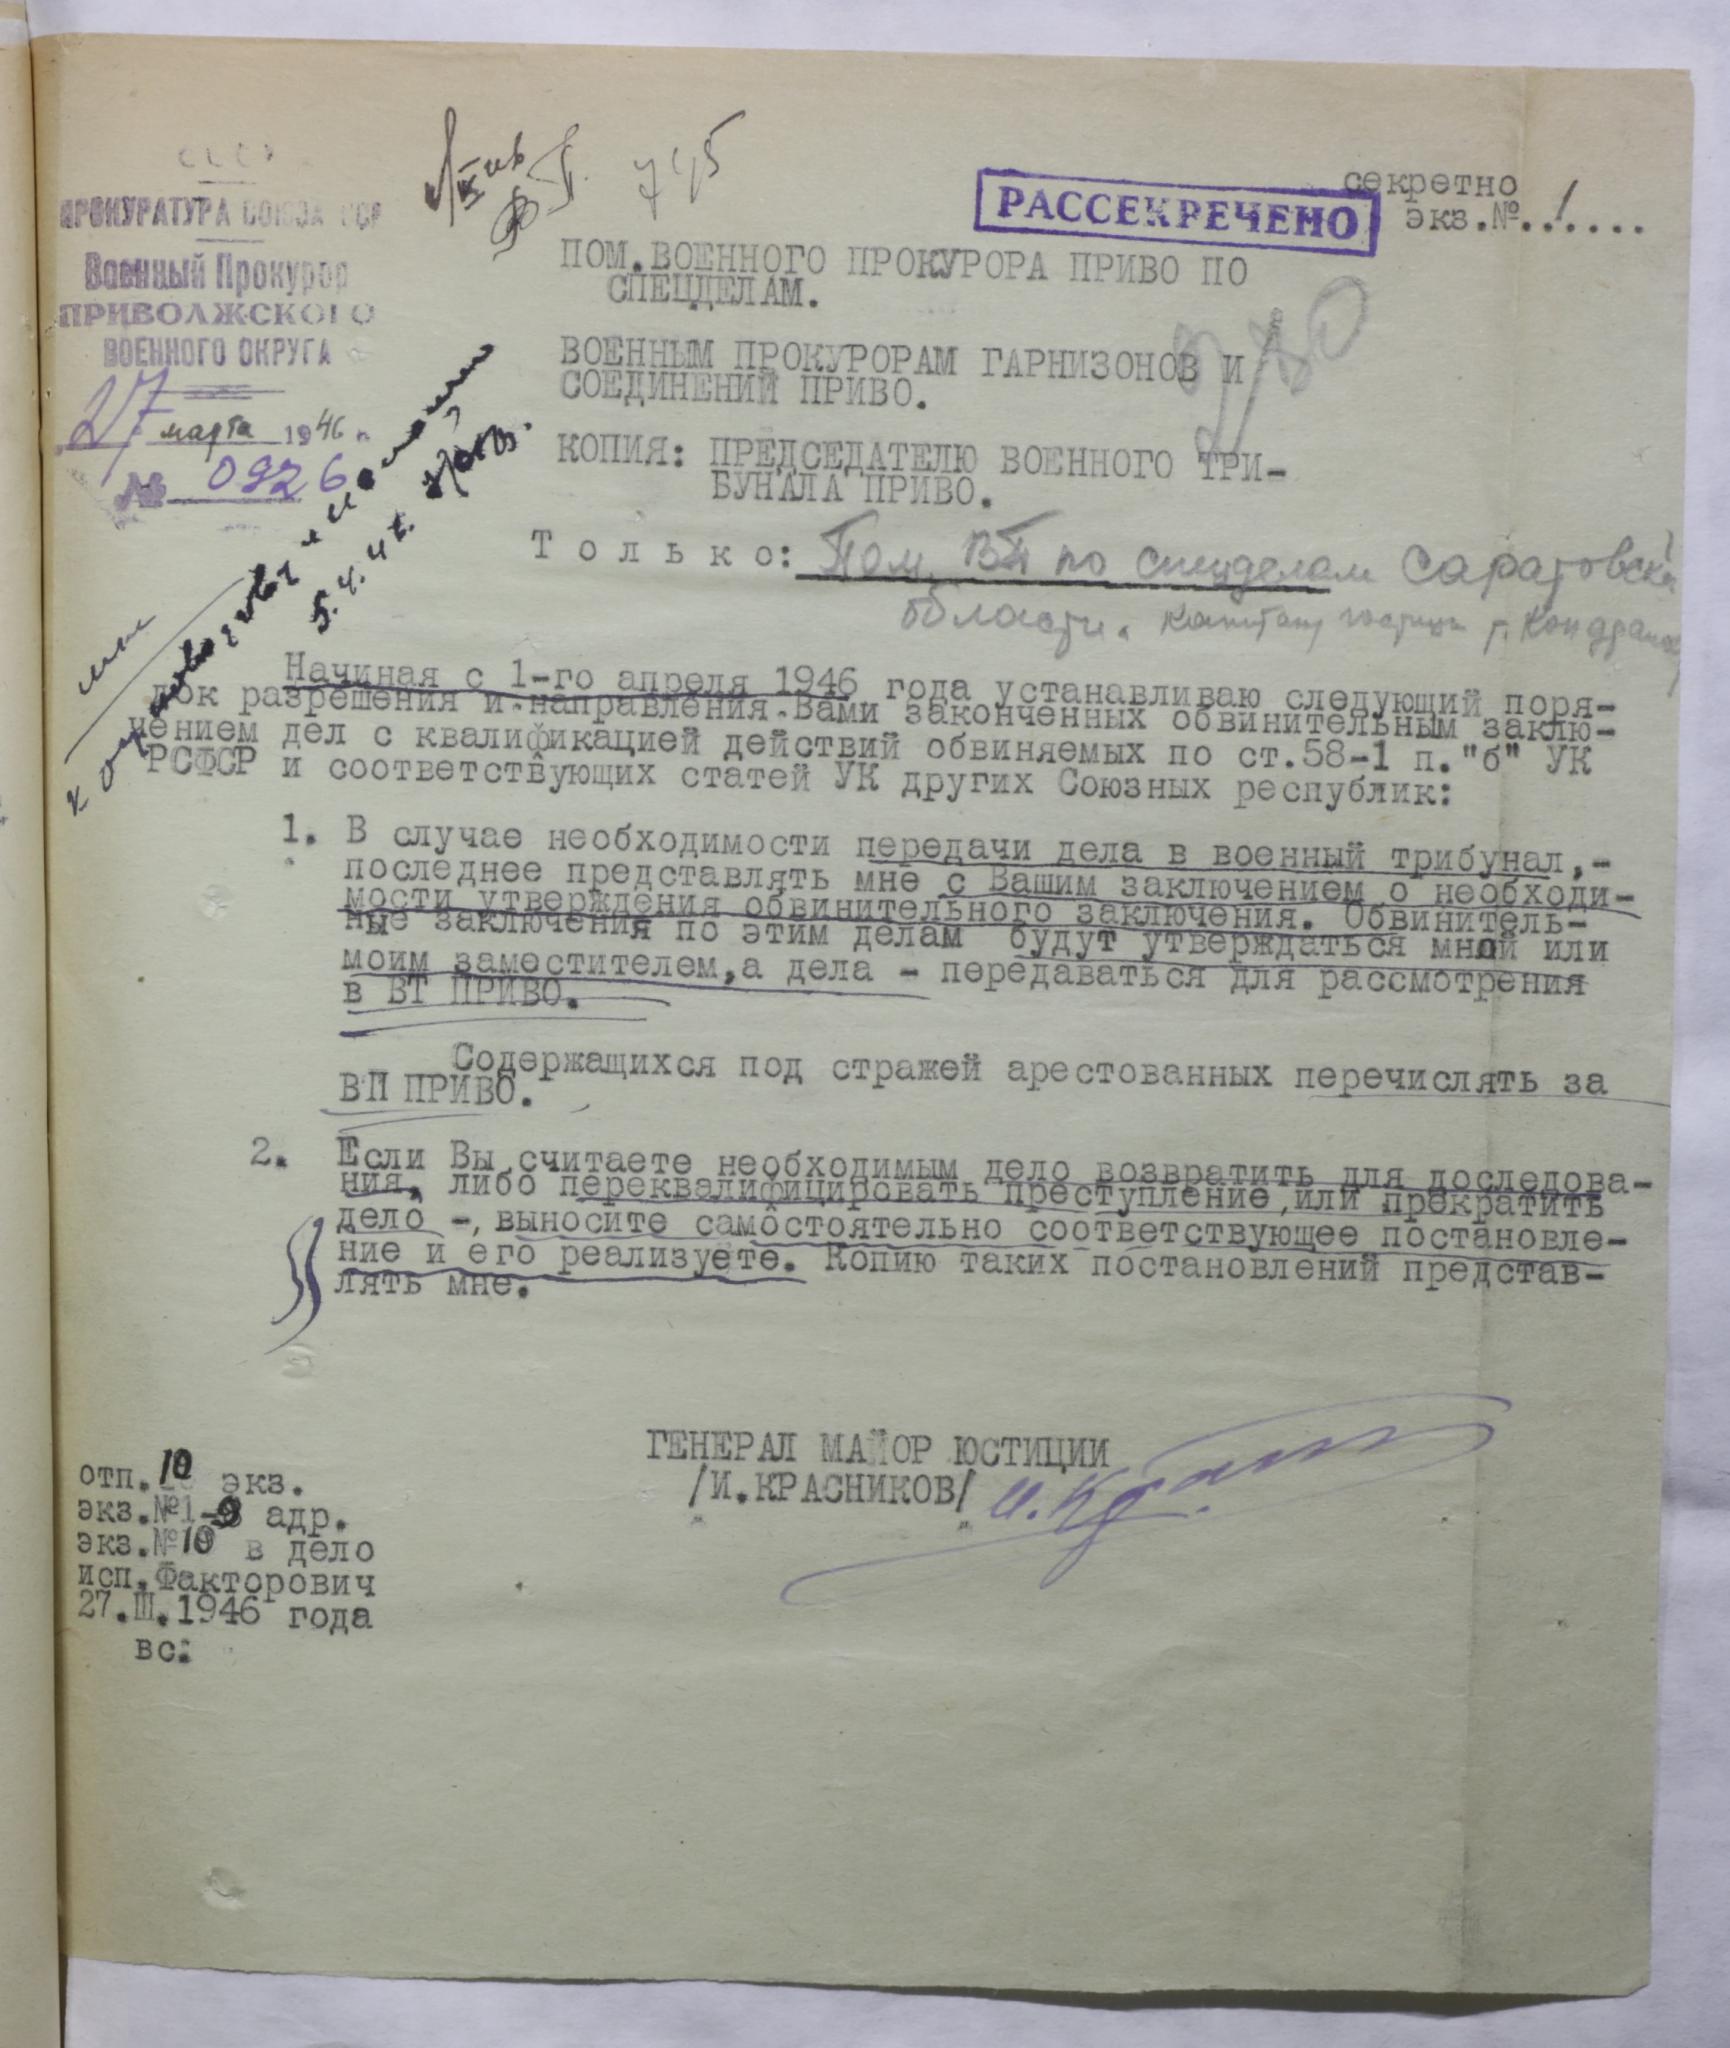 СССР
ПРОКУРАТУРА СОЮЗА ССР
Военный Прокурор
ПРИВОЛЖСКОГО
ВОЕННОГО ОКРУГА
27 марта 1946 г.
№ 0926
745
РАССЕКРЕЧЕНО
секретно
экз.№..1....
ПОМ.ВОЕННОГО ПРОКУРОРА ПРИВО ПО
СПЕЦДЕЛАМ.
ВОЕННЫМ ПРОКУРОРАМ ГАРНИЗОНОВ И
СОЕДИНЕНИЙ ПРИВО.
КОПИЯ: ПРЕДСЕДАТЕЛЮ ВОЕННОГО ТРИ-
БУНАЛА ПРИВО.
Только: Пом. ВП по спецделам Саратовской
области. Капитану юстиции т.
5.4.46.
Начиная с 1-го апреля 1946 года устанавливаю следующий поря-
док разрешения и направления Вами законченных обвинительным заклю-
чением дел с квалификацией действий обвиняемых по ст.58-1 п."б" УК
РСФСР и соответствующих статей УК других Союзных республик:
1. В случае необходимости передачи дела в военный трибунал,-
последнее представлять мне с Вашим заключением о необходи-
мости утверждения обвинительного заключения. Обвинитель-
ные заключения по этим делам будут утверждаться мной или
моим заместителем,а дела - передаваться для рассмотрения
в ВТ ПРИВО.
Содержащихся под стражей арестованных перечислять за
ВП ПРИВО.
2. Если Вы считаете необходимым дело возвратить для доследова-
ния, либо переквалифицировать преступление,или прекратить
дело -, выносите самостоятельно соответствующее постановле-
ние и его реализуете. Копию таких постановлений представ-
лять мне.
ГЕНЕРАЛ МАЙОР ЮСТИЦИИ
/И.КРАСНИКОВ/
отп.10 экз.
экз.№1-9 адр.
экз.№10 в дело
исп.Факторович
27.Ш.1946 года
вс: